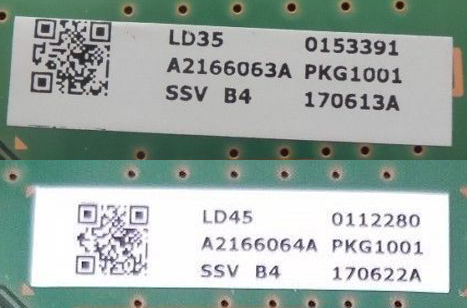 LD35 0153391
A2166063A PKG1001
SSV B4 170613A
LD45 0112280
A2166064A PKG1001
SSV B4 170622A